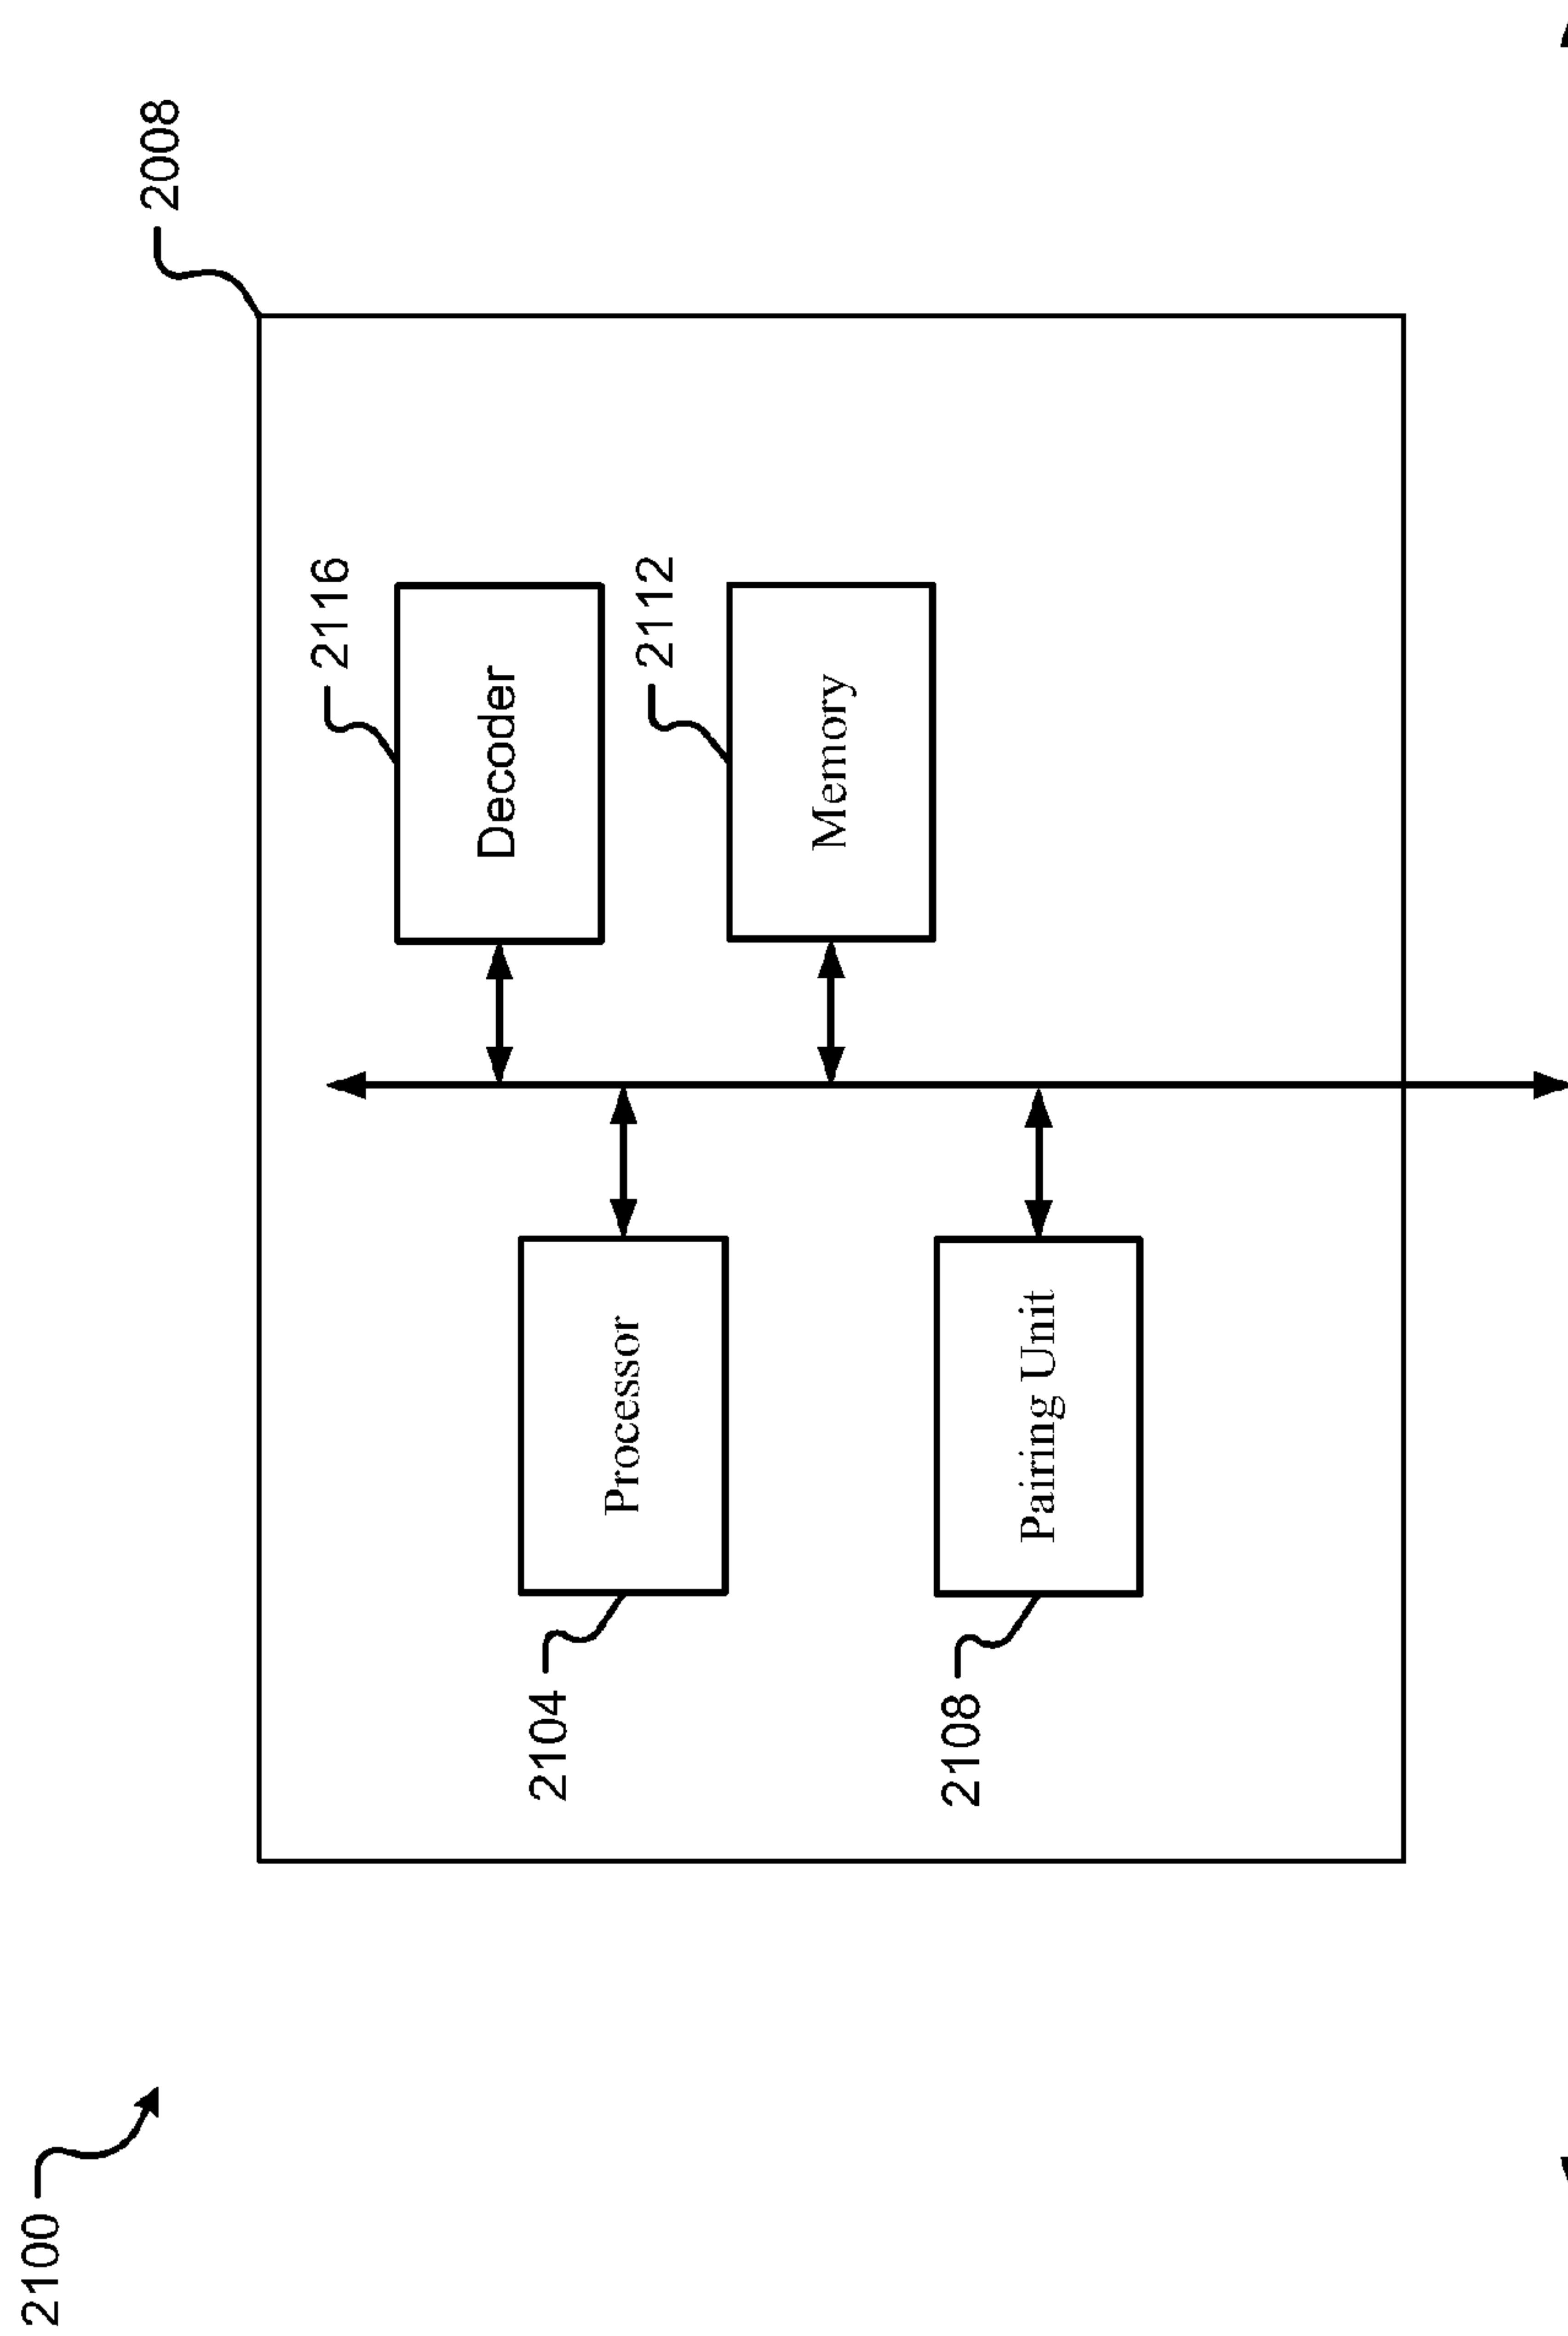 2100
2008
2104
Processor
Decoder
2116
2108
Pairing Unit
Memory
2112